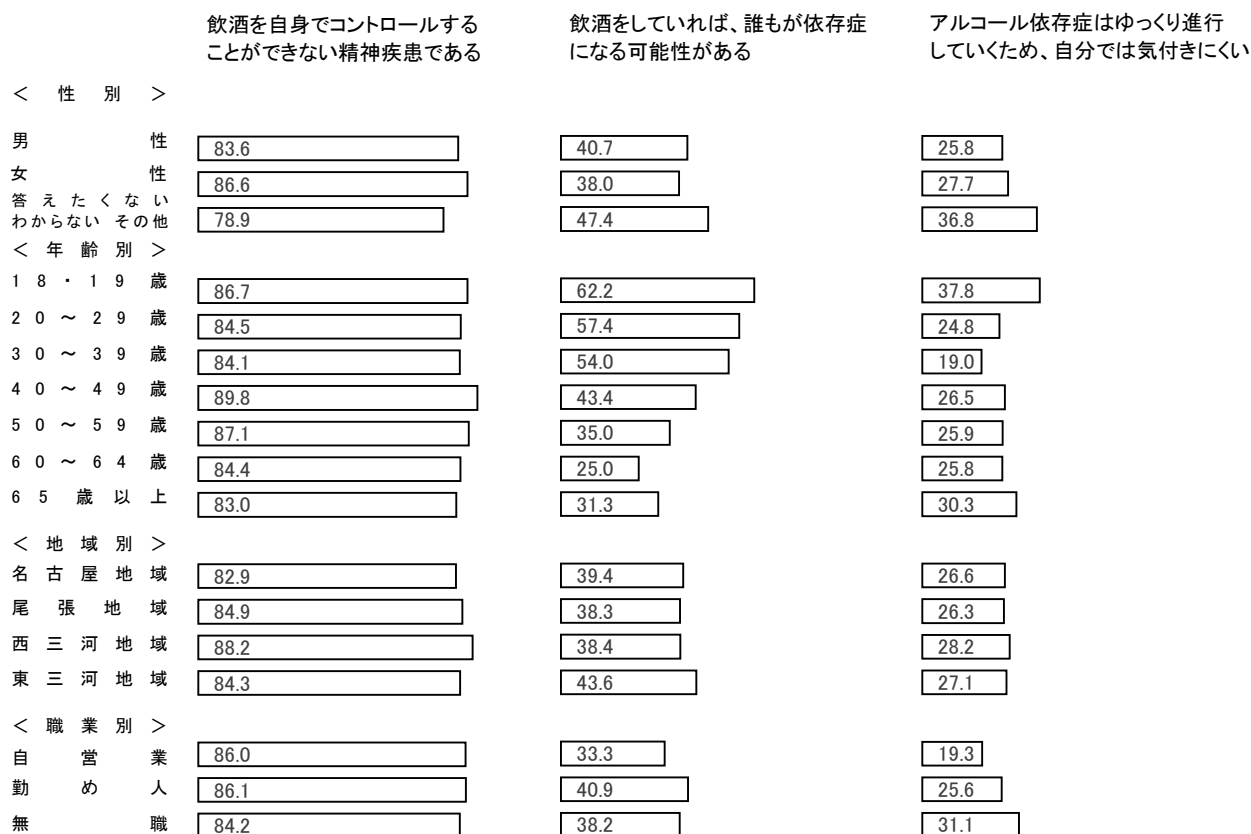 飲酒を自身でコントロールする
ことができない精神疾患である
飲酒をしていれば、誰もが依存症
になる可能性がある
アルコール依存症はゆっくり進行
していくため、自分では気付きにくい
＜性別＞
男性 83.6 40.7 25.8
女性 86.6 38.0 27.7
答えたくない
わからない その他 78.9 47.4 36.8
＜年齢別＞
18・19歳 86.7 62.2 37.8
20～29歳 84.5 57.4 24.8
30～39歳 84.1 54.0 19.0
40～49歳 89.8 43.4 26.5
50～59歳 87.1 35.0 25.9
60～64歳 84.4 25.0 25.8
65歳以上 83.0 31.3 30.3
＜地域別＞
名古屋地域 82.9 39.4 26.6
尾張地域 84.9 38.3 26.3
西三河地域 88.2 38.4 28.2
東三河地域 84.3 43.6 27.1
＜職業別＞
自営業 86.0 33.3 19.3
勤め人 86.1 40.9 25.6
無職 84.2 38.2 31.1